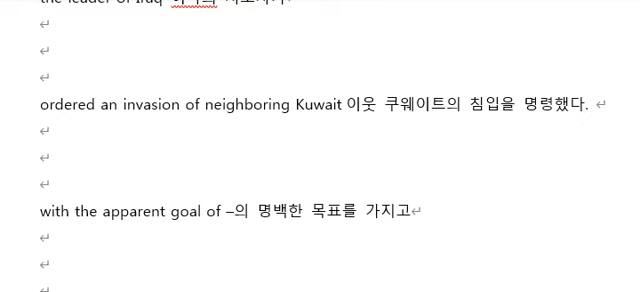 the leader of Iraq
ordered an invasion of neighboring Kuwait 이웃 쿠웨이트의 침입을 명령했다.
with the apparent goal of –의 명백한 목표를 가지고